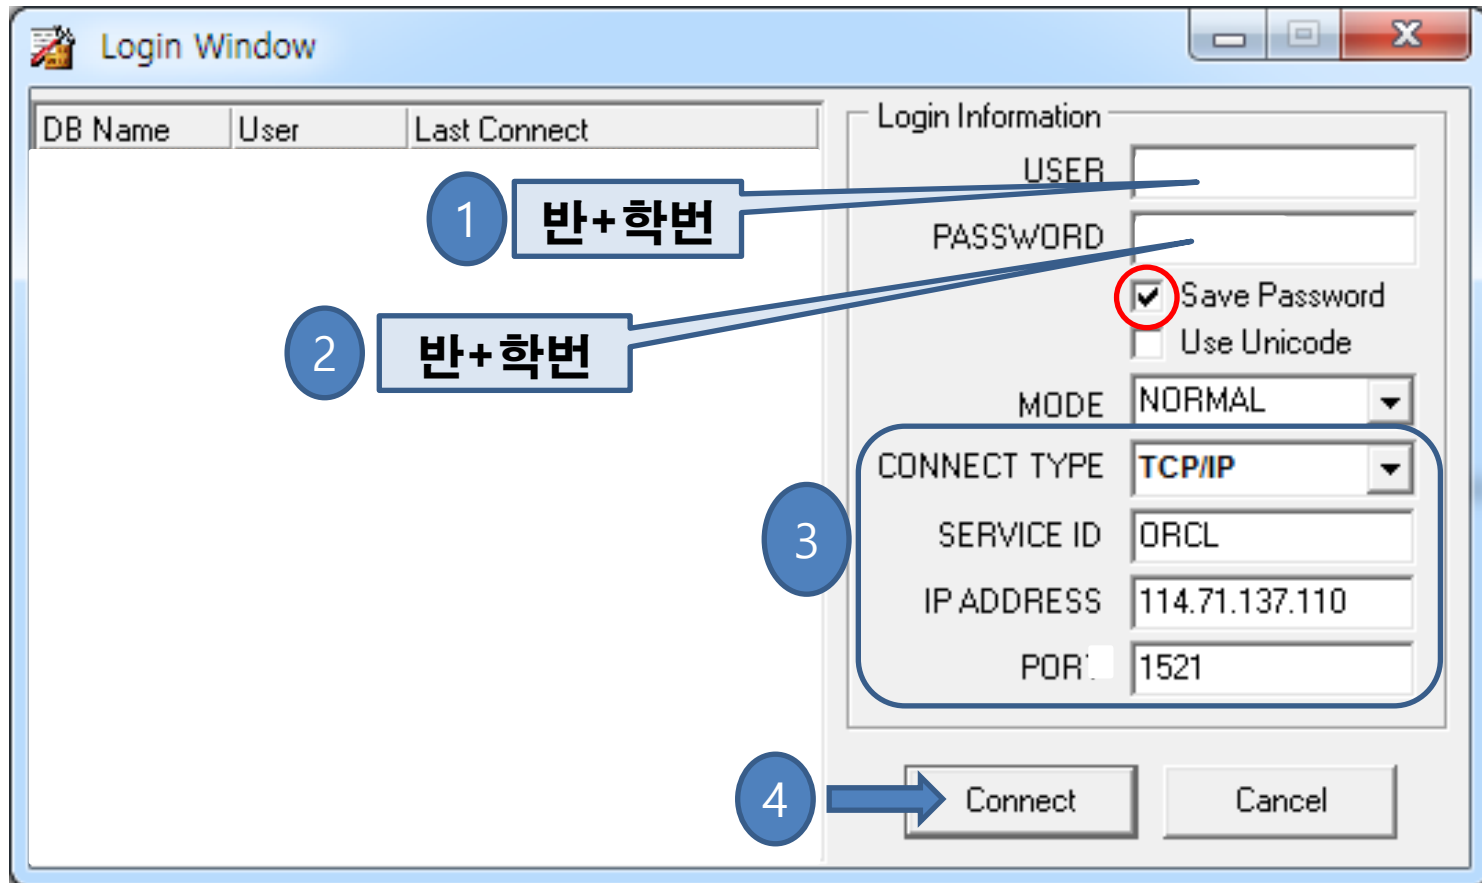 Login Window
DB Name User Last Connect
Login Information
USER
1 반+학번
PASSWORD
Save Password
2 반+학번
Use Unicode
MODE NORMAL
CONNECT TYPE TCP/IP
3
SERVICE ID ORCL
IP ADDRESS 114.71.137.110
PORT 1521
4 Connect Cancel